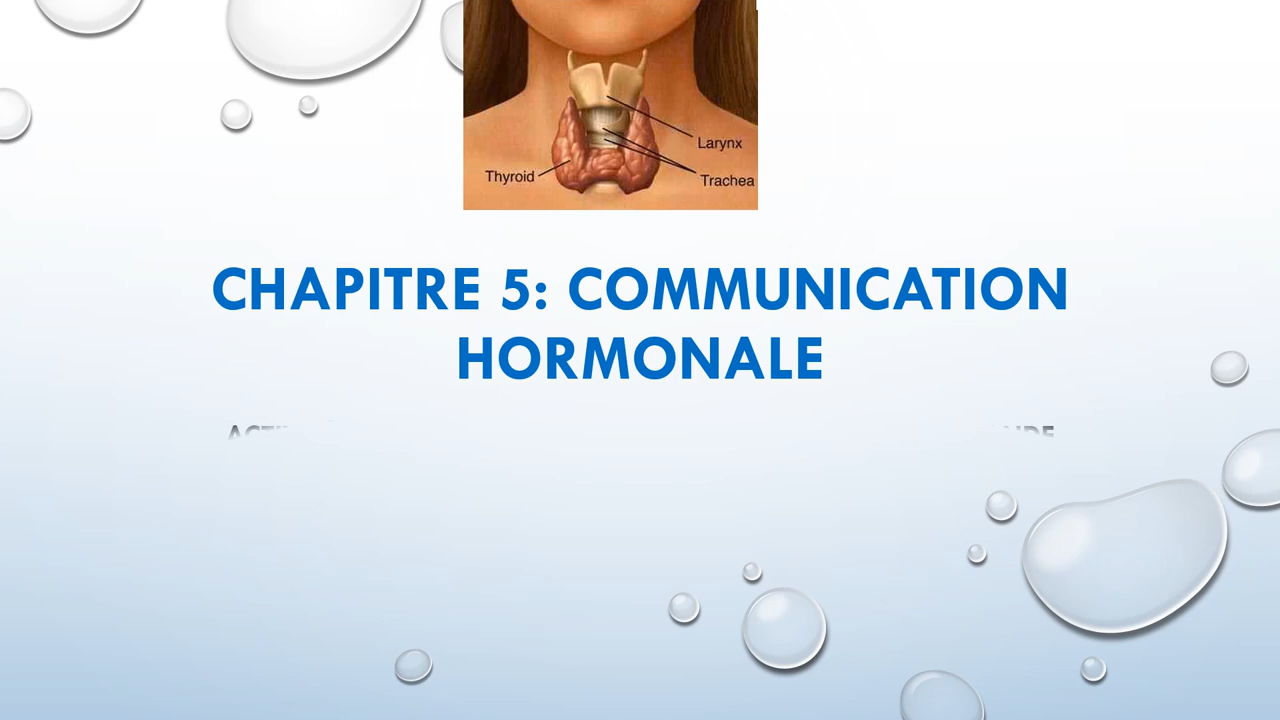 Larynx
Thyroid
Trachea
CHAPITRE 5: COMMUNICATION
HORMONALE